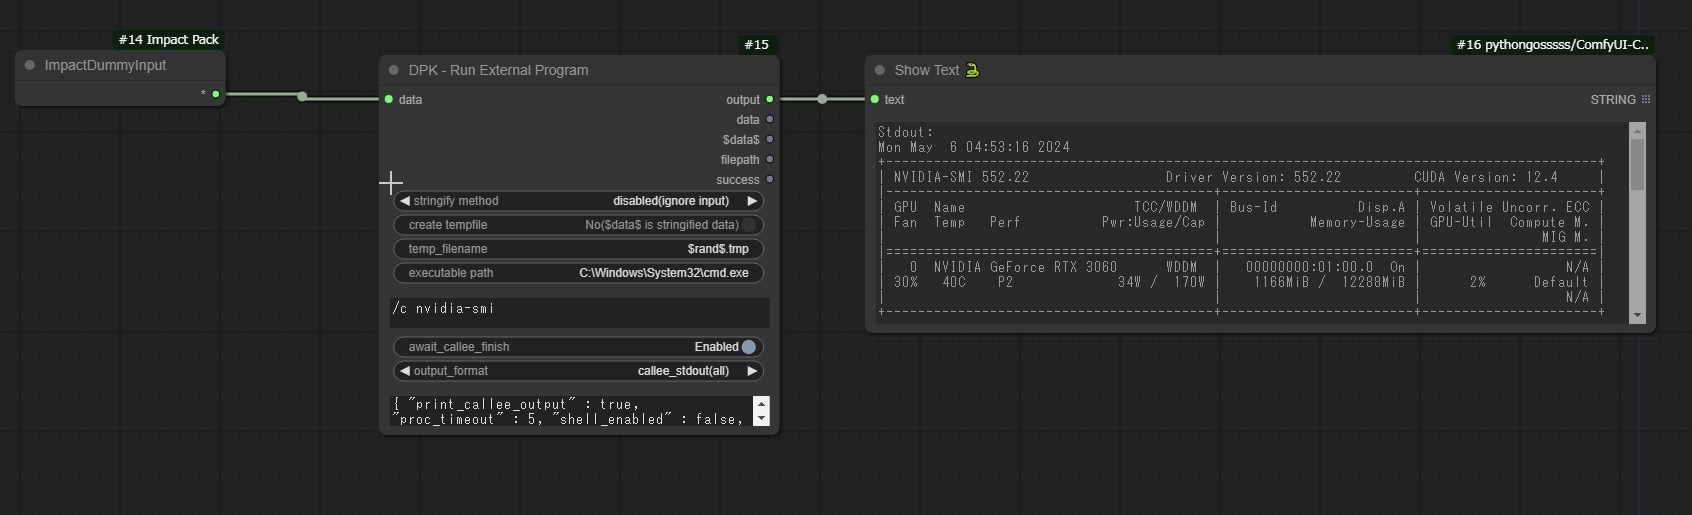 #14 Impact Pack
ImpactDummyInput
*
#15
DPK - Run External Program
data
output
data
$data$
filepath
success
stringify method disabled(ignore input)
create tempfile No($data$ is stringified data)
temp_filename $rand$.tmp
executable path C:\Windows\System32\cmd.exe
/c nvidia-smi
await_callee_finish Enabled
output_format callee_stdout(all)
{ "print_callee_output" : true,
"proc_timeout" : 5, "shell_enabled" : false,
#16 pythongosssss/ComfyUI-C..
Show Text 🐍
text STRING
Stdout:
Mon May  6 04:53:16 2024
+-----------------------------------------------------------------------------------------+
| NVIDIA-SMI 552.22                 Driver Version: 552.22         CUDA Version: 12.4     |
|-----------------------------------------+------------------------+----------------------+
| GPU  Name                     TCC/WDDM  | Bus-Id          Disp.A | Volatile Uncorr. ECC |
| Fan  Temp   Perf          Pwr:Usage/Cap |           Memory-Usage | GPU-Util  Compute M. |
|                                         |                        |               MIG M. |
|=========================================+========================+======================|
|   0  NVIDIA GeForce RTX 3060      WDDM  |   00000000:01:00.0  On |                  N/A |
| 30%   40C    P2              34W /  170W |    1166MiB /  12288MiB |      2%      Default |
|                                         |                        |                  N/A |
+-----------------------------------------+------------------------+----------------------+